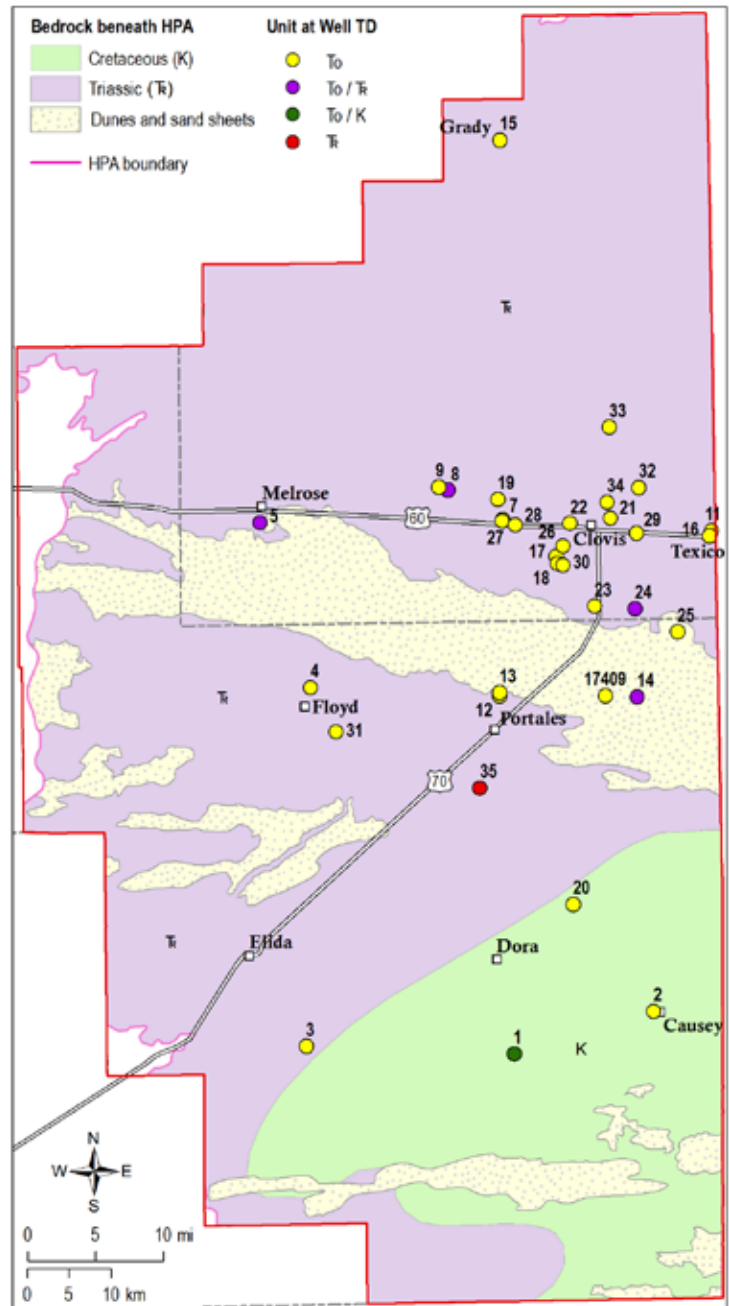 Bedrock beneath HPA
Cretaceous (K)
Triassic (Ꞃ)
Dunes and sand sheets
HPA boundary
Unit at Well TD
To
To / Ꞃ
To / K
Ꞃ
Grady
15
Ꞃ
33
9
8
19
34
32
Melrose
5
60
7
27
28
22
21
Clovis
29
11
16
Texico
26
17
18
30
23
24
25
4
Floyd
31
Ꞃ
13
12
Portales
17409
14
70
35
20
Ꞃ
Elida
Dora
2
Causey
3
1
K
N
W
E
S
0 5 10 mi
0 5 10 km